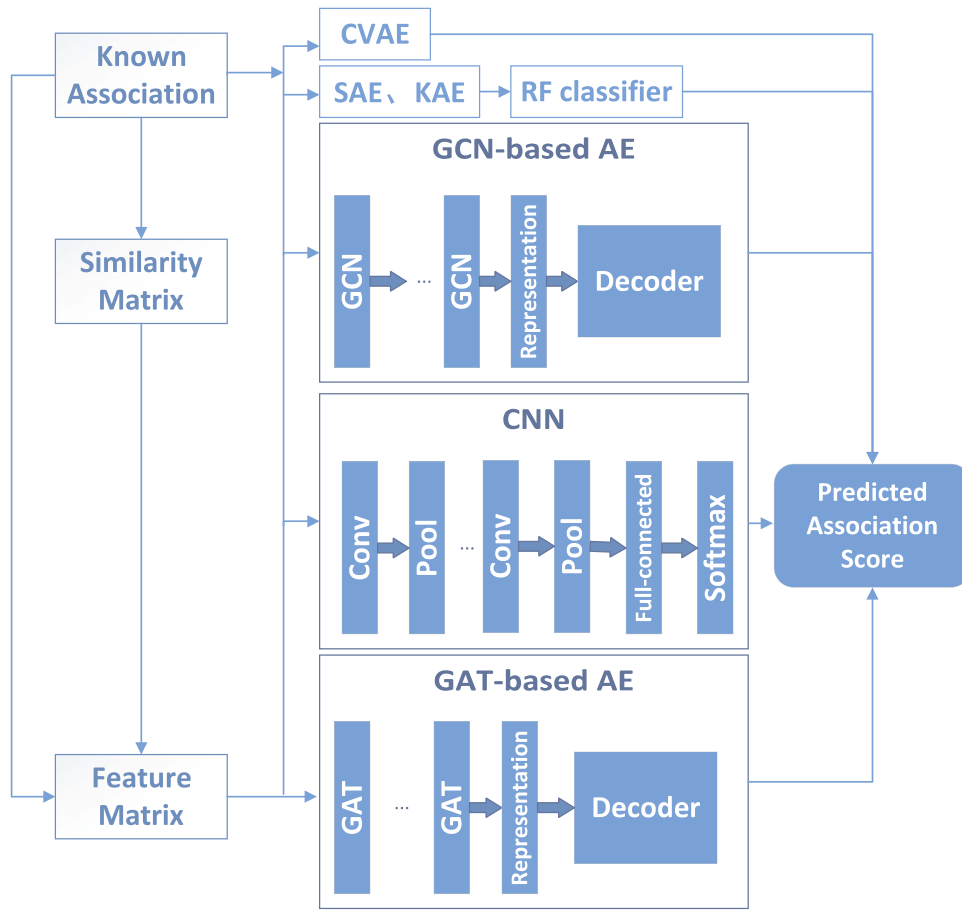 Known
Association
Similarity
Matrix
Feature
Matrix
CVAE
SAE、KAE
RF classifier
GCN-based AE
GCN
...
GCN
Representation
Decoder
CNN
Conv
Pool
...
Conv
Pool
Full-connected
Softmax
GAT-based AE
GAT
...
GAT
Representation
Decoder
Predicted
Association
Score